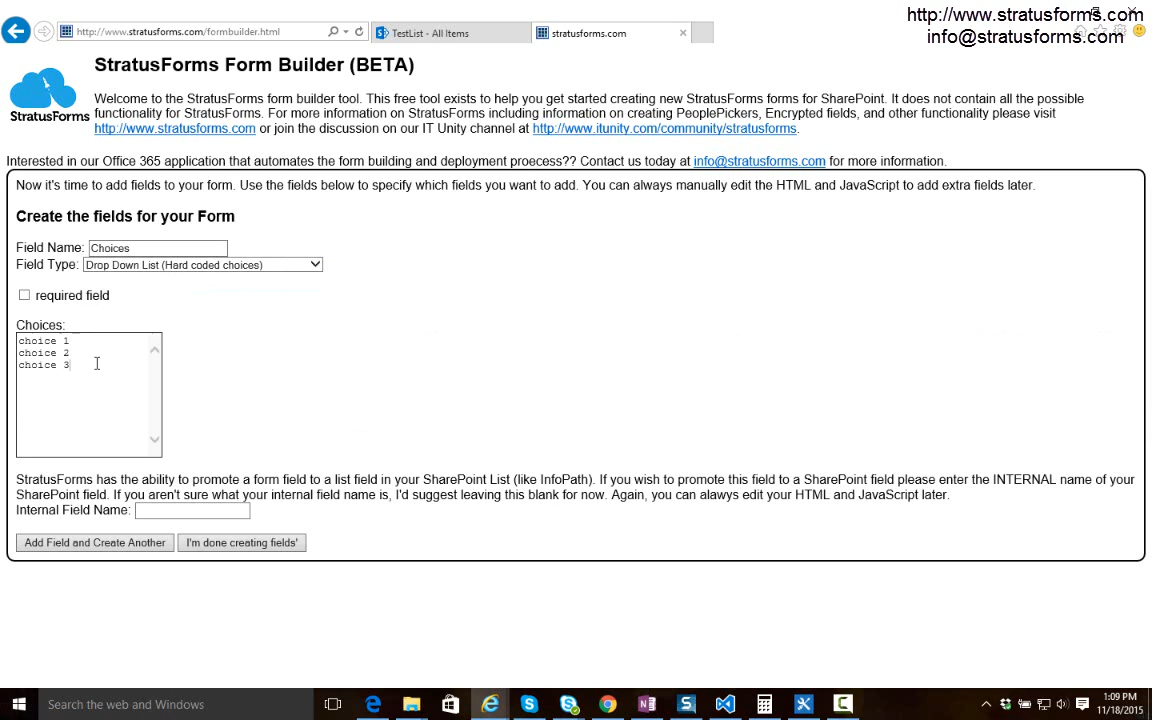 http://www.stratusforms.com
info@stratusforms.com
http://www.stratusforms.com/formbuilder.html
TestList - All Items
stratusforms.com
StratusForms
StratusForms Form Builder (BETA)
Welcome to the StratusForms form builder tool. This free tool exists to help you get started creating new StratusForms forms for SharePoint. It does not contain all the possible
functionality for StratusForms. For more information on StratusForms including information on creating PeoplePickers, Encrypted fields, and other functionality please visit
http://www.stratusforms.com or join the discussion on our IT Unity channel at http://www.itunity.com/community/stratusforms.
Interested in our Office 365 application that automates the form building and deployment proecess?? Contact us today at info@stratusforms.com for more information.
Now it's time to add fields to your form. Use the fields below to specify which fields you want to add. You can always manually edit the HTML and JavaScript to add extra fields later.
Create the fields for your Form
Field Name: Choices
Field Type: Drop Down List (Hard coded choices)
required field
Choices:
choice 1
choice 2
choice 3
StratusForms has the ability to promote a form field to a list field in your SharePoint List (like InfoPath). If you wish to promote this field to a SharePoint field please enter the INTERNAL name of your
SharePoint field. If you aren't sure what your internal field name is, I'd suggest leaving this blank for now. Again, you can alawys edit your HTML and JavaScript later.
Internal Field Name:
Add Field and Create Another
I'm done creating fields'
Search the web and Windows
1:09 PM
11/18/2015